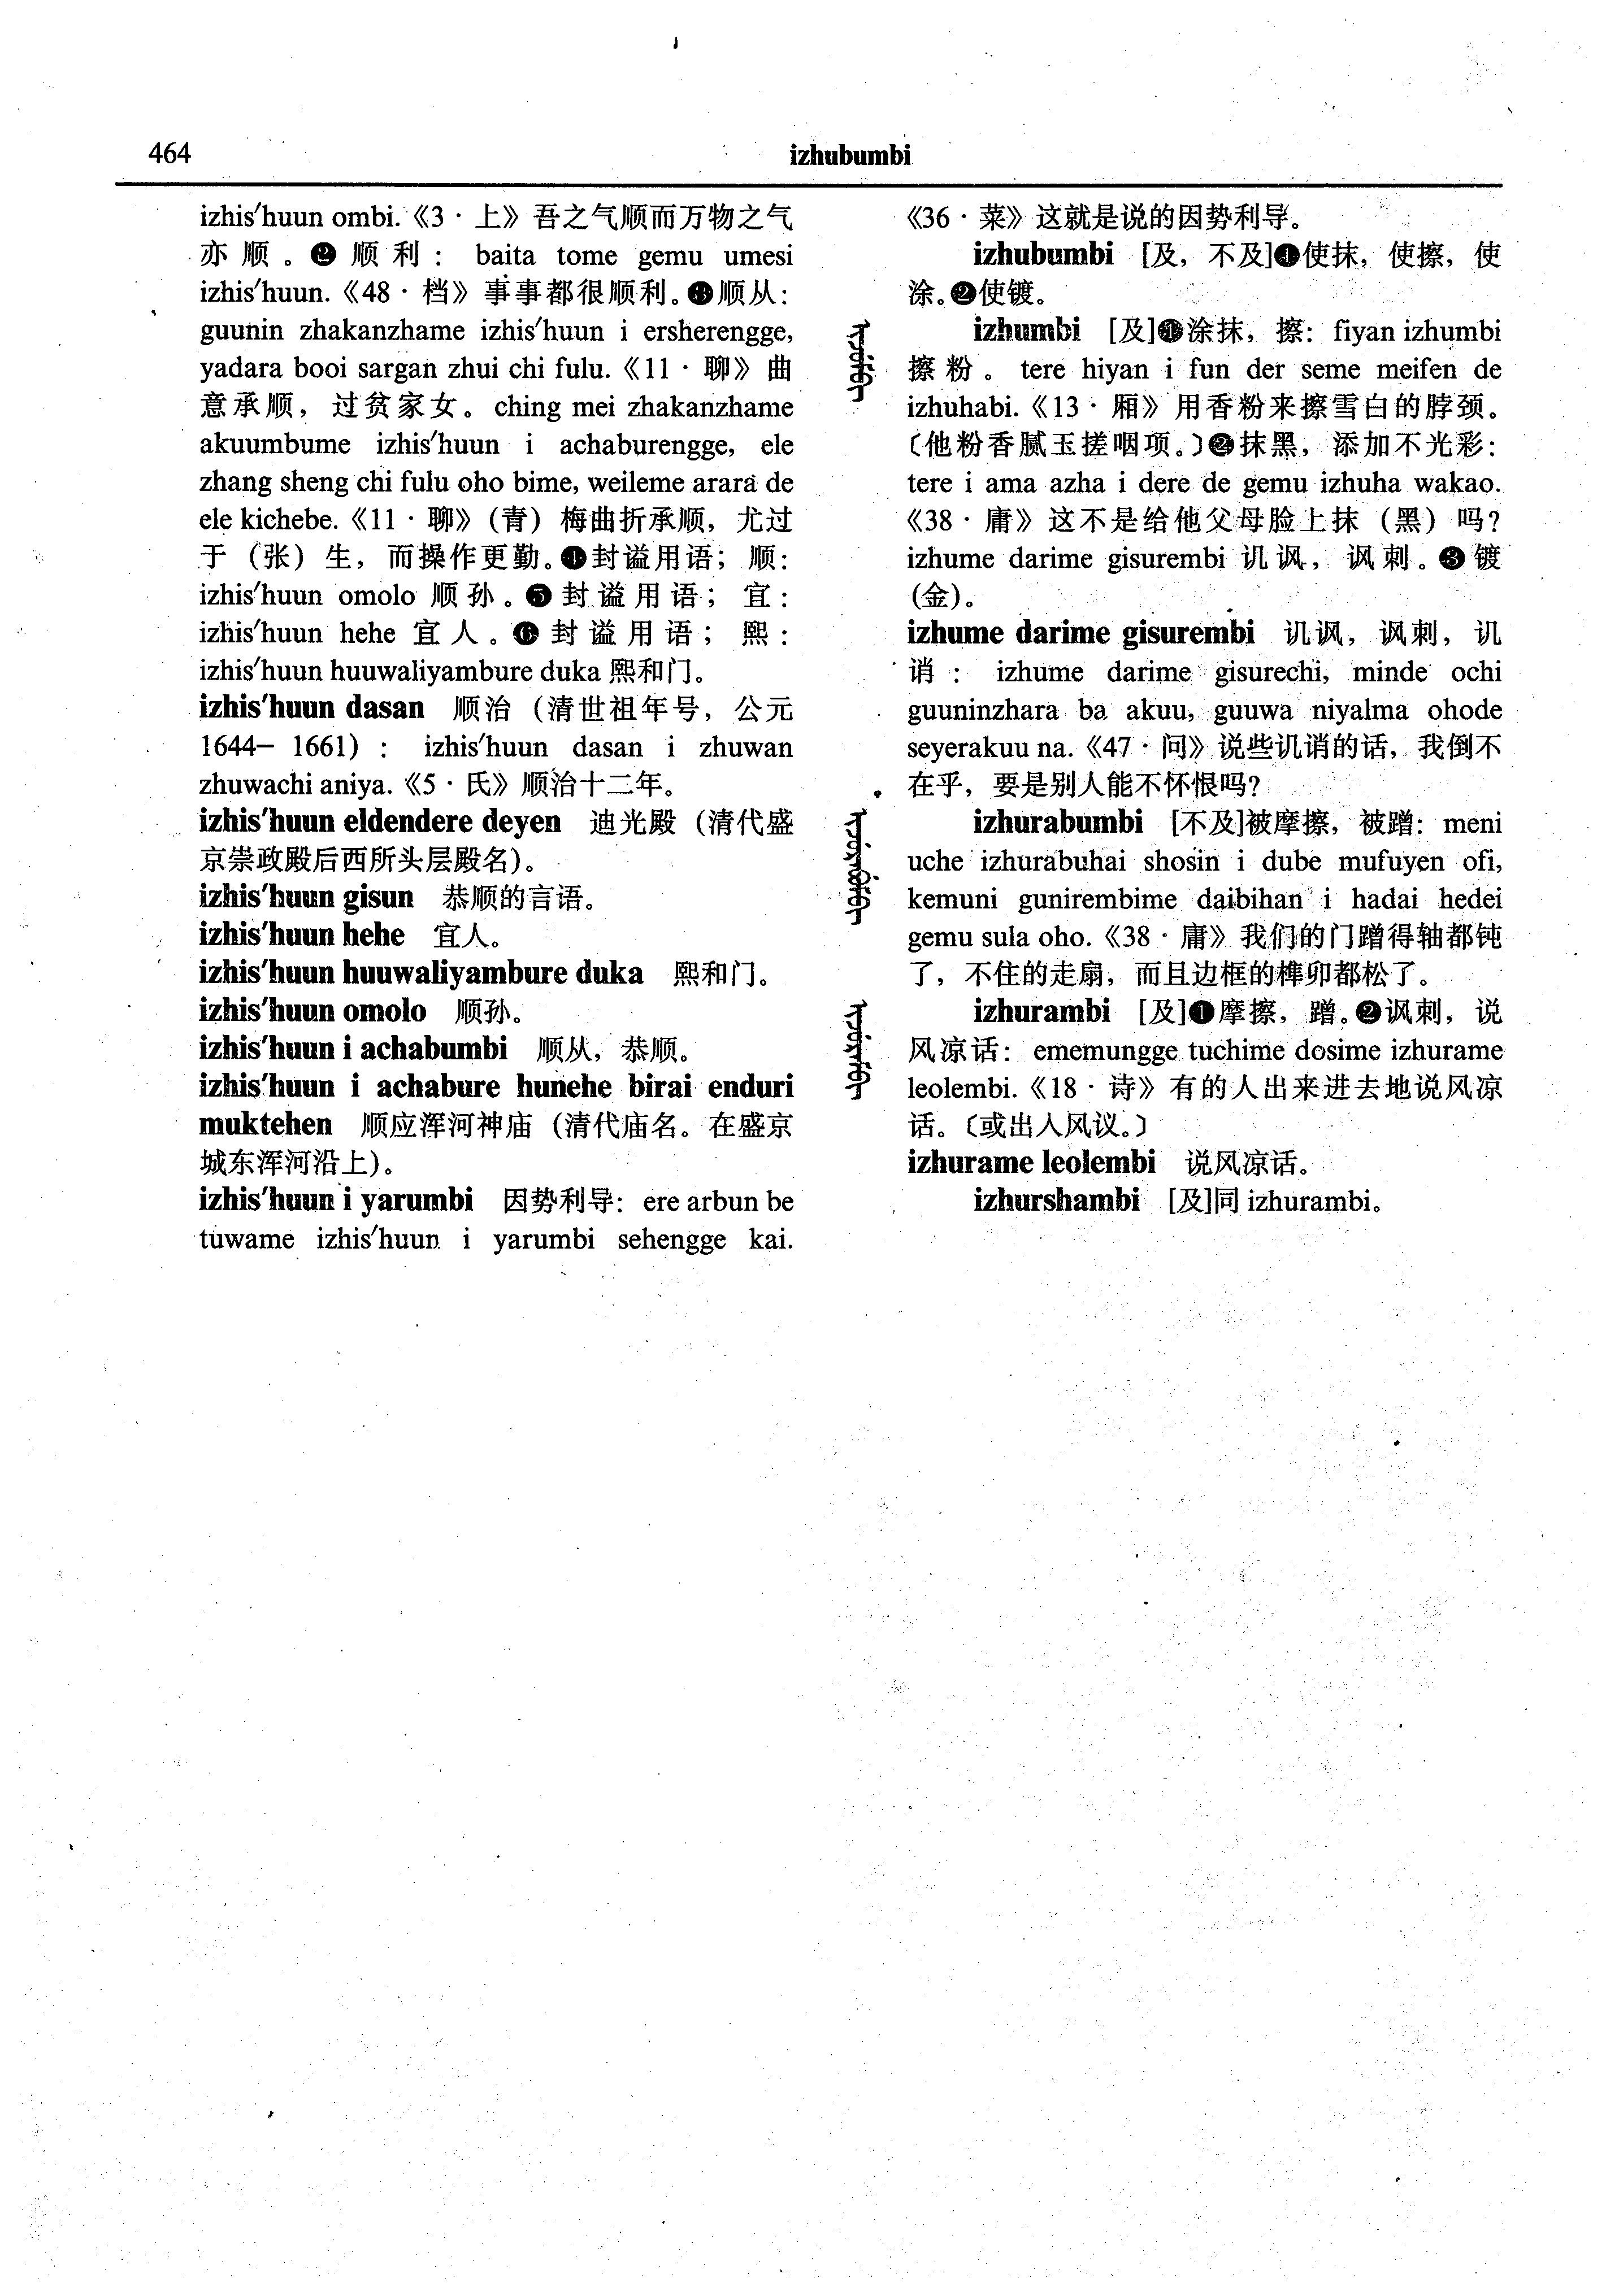 464
izhubumbi
izhis′huun ombi.《3·上》吾之气顺而万物之气
亦顺。❷顺利： baita tome gemu umesi
izhis′huun.《48·档》事事都很顺利。❸顺从：
guunin zhakanzhame izhis′huun i ersherengge,
yadara booi sargan zhui chi fulu.《11·聊》曲
意承顺，过贫家女。ching mei zhakanzhame
akuumbume izhis′huun i achaburengge, ele
zhang sheng chi fulu oho bime, weileme arara de
ele kichebe.《11·聊》（青）梅曲折承顺，尤过
于（张）生，而操作更勤。❹封谥用语；顺：
izhis′huun omolo 顺孙。❺封谥用语；宜：
izhis′huun hehe 宜人。❻封谥用语；熙：
izhis′huun huuwaliyambure duka 熙和门。
izhis′huun dasan 顺治（清世祖年号，公元
1644— 1661）： izhis′huun dasan i zhuwan
zhuwachi aniya.《5·氏》顺治十二年。
izhis′huun eldendere deyen 迪光殿（清代盛
京崇政殿后西所头层殿名）。
izhis′huun gisun 恭顺的言语。
izhis′huun hehe 宜人。
izhis′huun huuwaliyambure duka 熙和门。
izhis′huun omolo 顺孙。
izhis′huun i achabumbi 顺从，恭顺。
izhis′huun i achabure hunehe birai enduri
muktehen 顺应浑河神庙（清代庙名。在盛京
城东浑河沿上）。
izhis′huun i yarumbi 因势利导：ere arbun be
tuwame izhis′huun i yarumbi sehengge kai.
《36·菜》这就是说的因势利导。
izhubumbi [及，不及]❶使抹，使擦，使
涂。❷使镀。
izhumbi [及]❶涂抹，擦：fiyan izhumbi
擦粉。tere hiyan i fun der seme meifen de
izhuhabi.《13·厢》用香粉来擦雪白的脖颈。
〔他粉香腻玉搓咽项。〕❷抹黑，添加不光彩：
tere i ama azha i dere de gemu izhuha wakao.
《38·庸》这不是给他父母脸上抹（黑）吗？
izhume darime gisurembi 讥讽，讽刺。❸镀
(金)。
izhume darime gisurembi 讥讽，讽刺，讥
诮： izhume darime gisurechi, minde ochi
guuninzhara ba akuu, guuwa niyalma ohode
seyerakuu na.《47·问》说些讥诮的话，我倒不
在乎，要是别人能不怀恨吗？
izhurabumbi [不及]被摩擦，被蹭：meni
uche izhurabuhai shosin i dube mufuyen ofi,
kemuni gunirembime daibihan i hadai hedei
gemu sula oho.《38·庸》我们的门蹭得轴都钝
了，不住的走扇，而且边框的榫卯都松了。
izhurambi [及]❶摩擦，蹭。❷讽刺，说
风凉话：ememungge tuchime dosime izhurame
leolembi.《18·诗》有的人出来进去地说风凉
话。〔或出入风议。〕
izhurame leolembi 说风凉话。
izhurshambi [及]同 izhurambi。